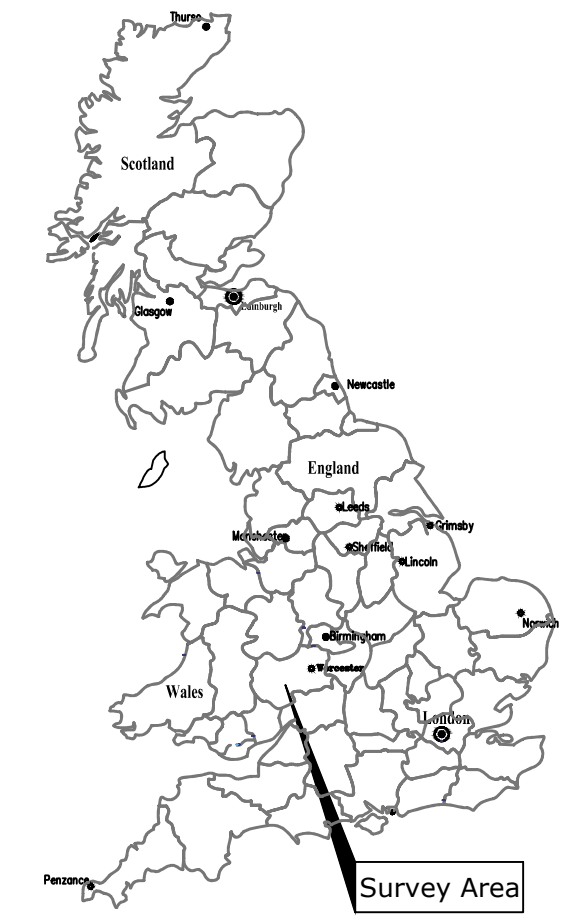 Thurso
Scotland
Edinburgh
Glasgow
Newcastle
England
Leeds
Grimsby
Manchester
Sheffield
Lincoln
Norwich
Birmingham
Worcester
Wales
London
Penzance
Survey Area